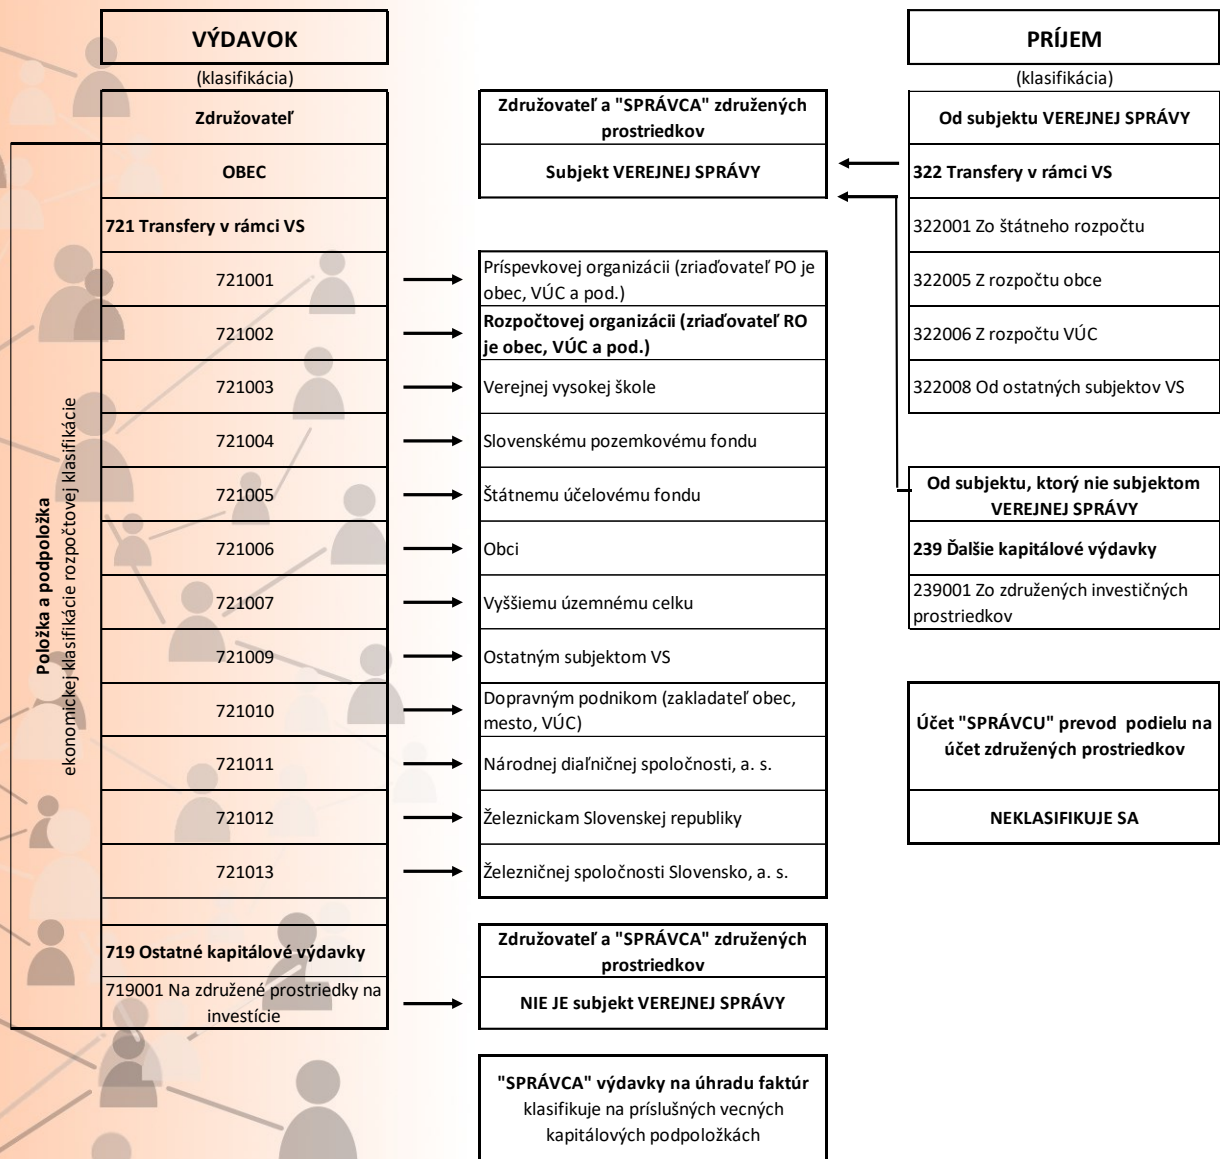 VÝDAVOK
(klasifikácia)
Združovateľ
OBEC
721 Transfery v rámci VS
721001
721002
721003
721004
721005
721006
721007
721009
721010
721011
721012
721013
719 Ostatné kapitálové výdavky
719001 Na združené prostriedky na
investície
Položka a podpoložka
ekonomickej klasifikácie rozpočtovej klasifikácie
Združovateľ a "SPRÁVCA" združených
prostriedkov
Subjekt VEREJNEJ SPRÁVY
Príspevkovej organizácii (zriaďovateľ PO je
obec, VÚC a pod.)
Rozpočtovej organizácii (zriaďovateľ RO
je obec, VÚC a pod.)
Verejnej vysokej škole
Slovenskému pozemkovému fondu
Štátnemu účelovému fondu
Obci
Vyššiemu územnému celku
Ostatným subjektom VS
Dopravným podnikom (zakladateľ obec,
mesto, VÚC)
Národnej diaľničnej spoločnosti, a. s.
Železnickam Slovenskej republiky
Železničnej spoločnosti Slovensko, a. s.
Združovateľ a "SPRÁVCA" združených
prostriedkov
NIE JE subjekt VEREJNEJ SPRÁVY
"SPRÁVCA" výdavky na úhradu faktúr
klasifikuje na príslušných vecných
kapitálových podpoložkách
PRÍJEM
(klasifikácia)
Od subjektu VEREJNEJ SPRÁVY
322 Transfery v rámci VS
322001 Zo štátneho rozpočtu
322005 Z rozpočtu obce
322006 Z rozpočtu VÚC
322008 Od ostatných subjektov VS
Od subjektu, ktorý nie subjektom
VEREJNEJ SPRÁVY
239 Ďalšie kapitálové výdavky
239001 Zo združených investičných
prostriedkov
Účet "SPRÁVCU" prevod podielu na
účet združených prostriedkov
NEKLASIFIKUJE SA